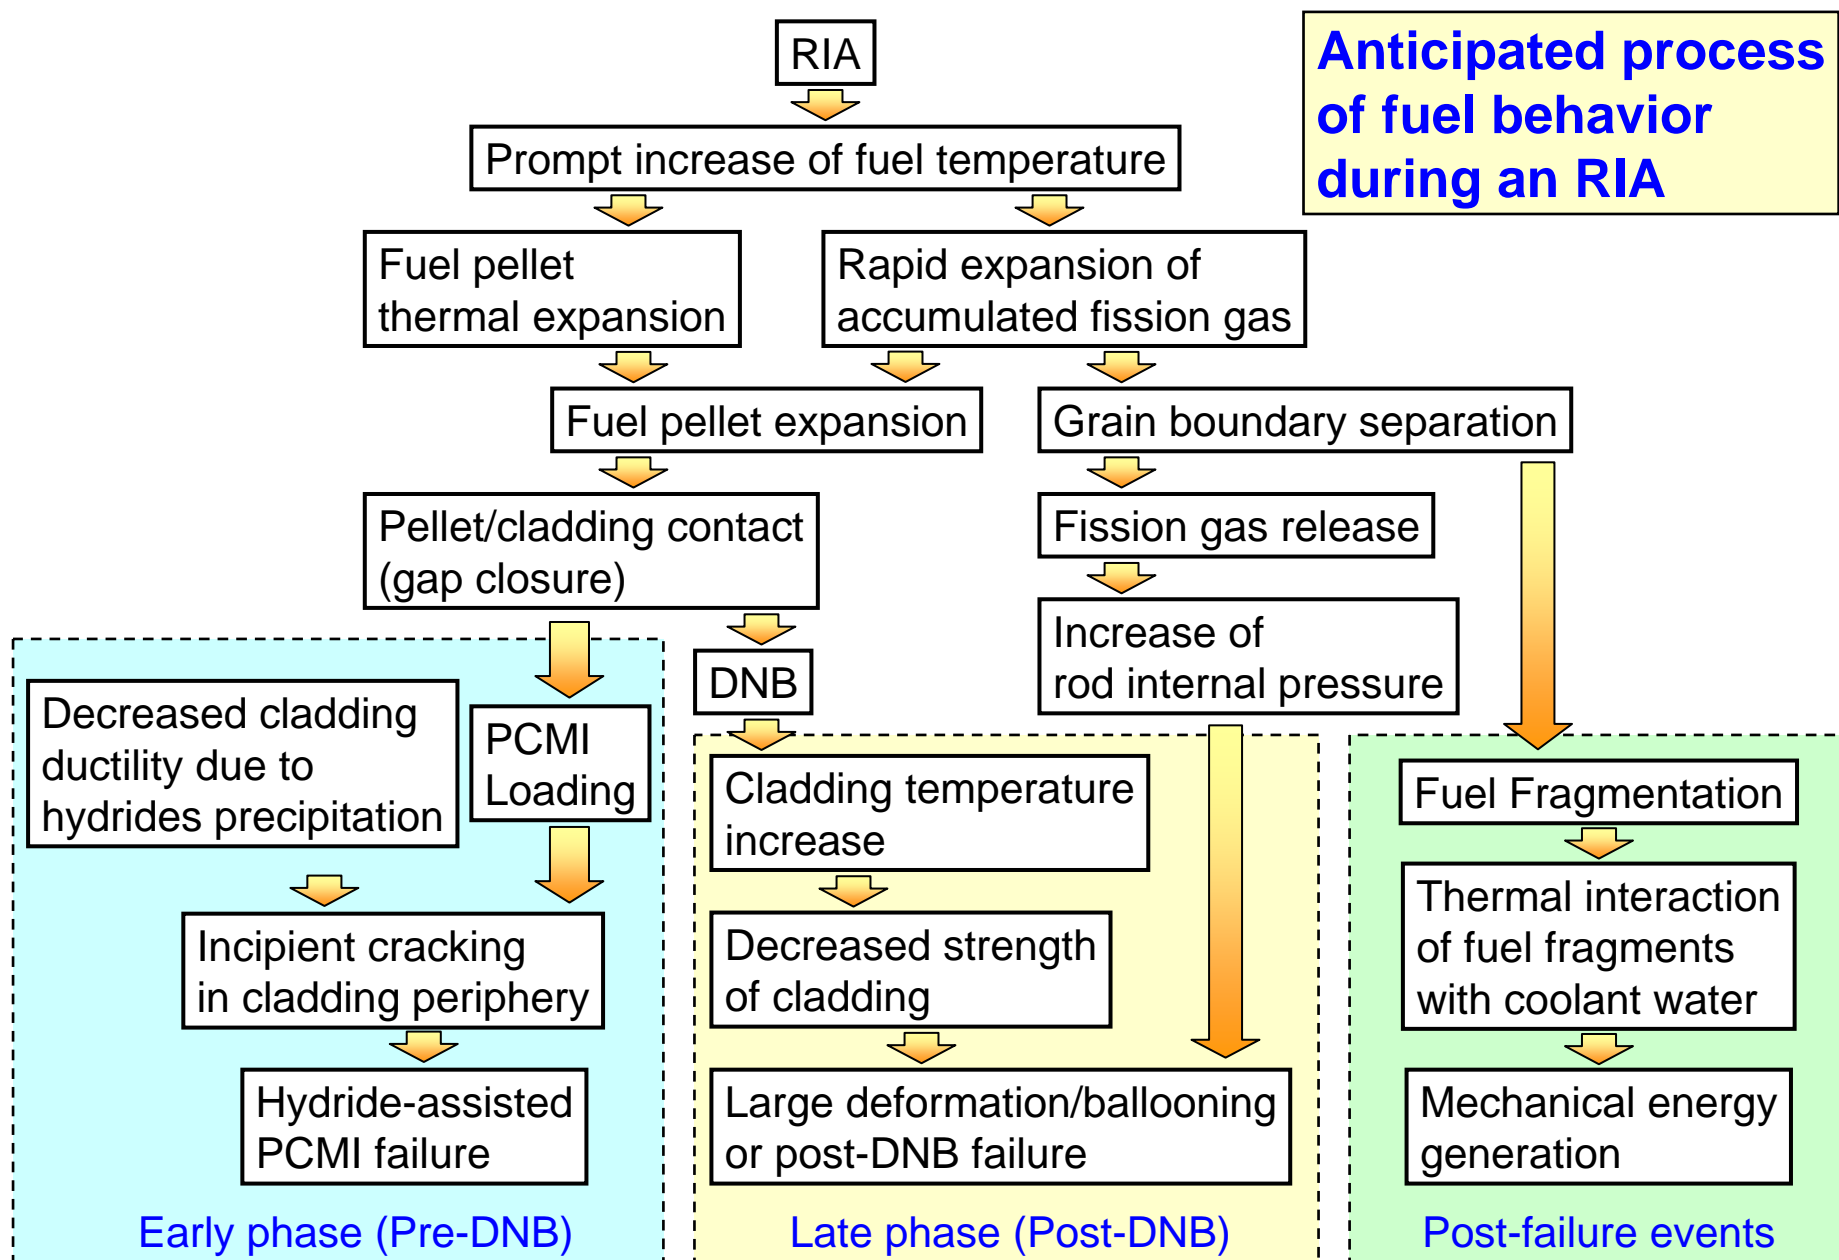 RIA
Anticipated process
of fuel behavior
during an RIA
Prompt increase of fuel temperature
Fuel pellet
thermal expansion
Rapid expansion of
accumulated fission gas
Fuel pellet expansion
Grain boundary separation
Pellet/cladding contact
(gap closure)
Fission gas release
Increase of
rod internal pressure
DNB
Decreased cladding
ductility due to
hydrides precipitation
PCMI
Loading
Cladding temperature
increase
Fuel Fragmentation
Incipient cracking
in cladding periphery
Decreased strength
of cladding
Thermal interaction
of fuel fragments
with coolant water
Hydride-assisted
PCMI failure
Large deformation/ballooning
or post-DNB failure
Mechanical energy
generation
Early phase (Pre-DNB)
Late phase (Post-DNB)
Post-failure events